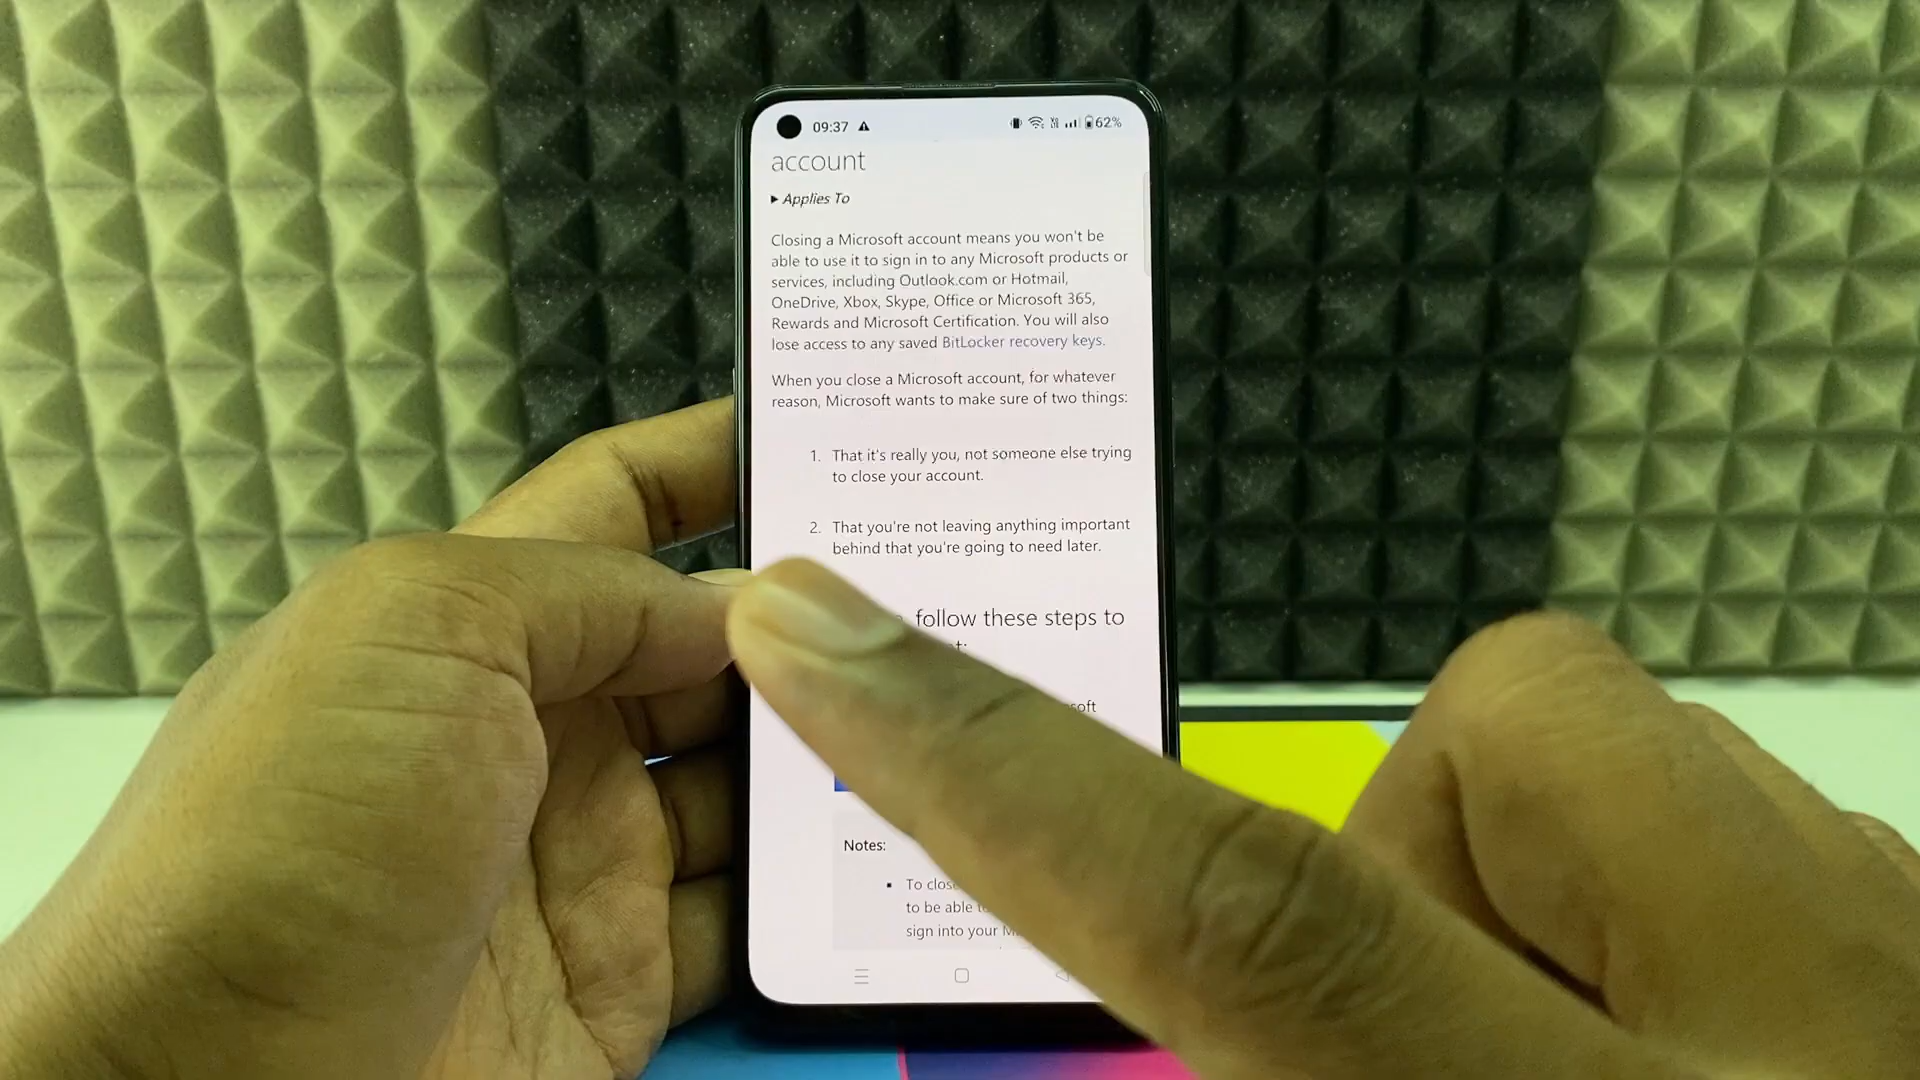 09:37 62%
account
▸ Applies To
Closing a Microsoft account means you won't be
able to use it to sign in to any Microsoft products or
services, including Outlook.com or Hotmail,
OneDrive, Xbox, Skype, Office or Microsoft 365,
Rewards and Microsoft Certification. You will also
lose access to any saved BitLocker recovery keys.
When you close a Microsoft account, for whatever
reason, Microsoft wants to make sure of two things:
1. That it's really you, not someone else trying
to close your account.
2. That you're not leaving anything important
behind that you're going to need later.
follow these steps to
Notes:
▪ To close
to be able
sign into your